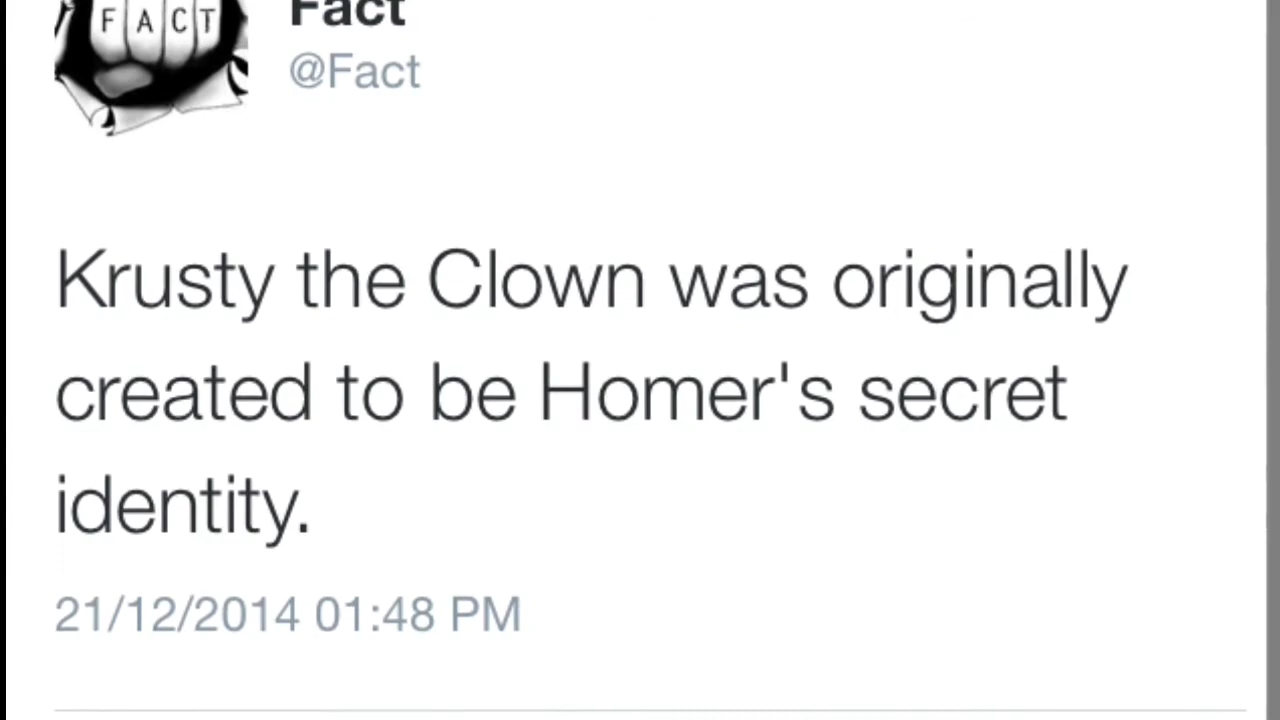 FACT
Fact
@Fact
Krusty the Clown was originally
created to be Homer's secret
identity.
21/12/2014 01:48 PM